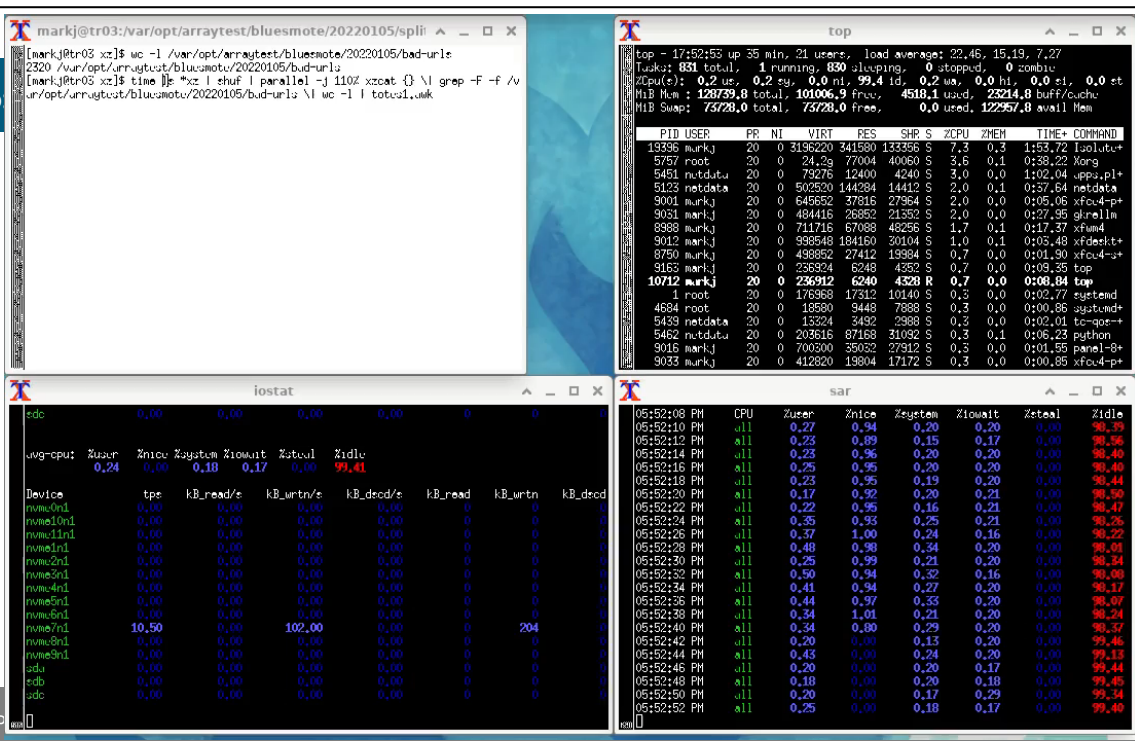 markj@tr03:/var/opt/arraytest/bluesmote/20220105/spli
[markj@tr03 xz]$ wc -l /var/opt/arraytest/bluesmote/20220105/bad-urls
2320 /var/opt/arraytest/bluesmote/20220105/bad-urls
[markj@tr03 xz]$ time ls *xz | shuf | parallel -j 110% xzcat {} \| grep -F -f /v
ar/opt/arraytest/bluesmote/20220105/bad-urls \| wc -l | totes1.awk
top
top - 17:52:53 up 35 min, 21 users, load average: 22.46, 15.19, 7.27
Tasks: 831 total, 1 running, 830 sleeping, 0 stopped, 0 zombie
%Cpu(s): 0.2 us, 0.2 sy, 0.0 ni, 99.4 id, 0.2 wa, 0.0 hi, 0.0 si, 0.0 st
MiB Mem : 128739.8 total, 101006.9 free, 4518.1 used, 23214.8 buff/cache
MiB Swap: 73728.0 total, 73728.0 free, 0.0 used. 122957.8 avail Mem
PID USER PR NI VIRT RES SHR S %CPU %MEM TIME+ COMMAND
19396 markj 20 0 3196220 341580 133356 S 7.3 0.3 1:53.72 Isolate+
5757 root 20 0 24.2g 77004 40060 S 3.6 0.1 0:38.22 Xorg
5451 netdata 20 0 79276 12400 4240 S 3.0 0.0 1:02.04 apps.pl+
5123 netdata 20 0 502520 144284 14412 S 2.0 0.1 0:37.64 netdata
9001 markj 20 0 645652 37816 27964 S 2.0 0.0 0:05.06 xfce4-p+
9031 markj 20 0 484416 26852 21352 S 2.0 0.0 0:27.95 gkrellm
8988 markj 20 0 711716 67088 48256 S 1.7 0.1 0:17.37 xfwm4
9012 markj 20 0 998548 184160 30104 S 1.0 0.1 0:03.48 xfdeskt+
8750 markj 20 0 498852 27412 19984 S 0.7 0.0 0:01.90 xfce4-s+
9163 markj 20 0 236924 6248 4352 S 0.7 0.0 0:09.35 top
10712 markj 20 0 236912 6240 4328 R 0.7 0.0 0:08.84 top
1 root 20 0 176968 17312 10140 S 0.3 0.0 0:02.77 systemd
4684 root 20 0 18580 9448 7888 S 0.3 0.0 0:00.86 systemd+
5439 netdata 20 0 13324 3492 2988 S 0.3 0.0 0:02.01 tc-qos-+
5462 netdata 20 0 203616 87168 31092 S 0.3 0.1 0:06.23 python
9016 markj 20 0 700300 35032 27912 S 0.3 0.0 0:01.55 panel-8+
9033 markj 20 0 412820 19804 17172 S 0.3 0.0 0:00.85 xfce4-p+
iostat
sdc 0.00 0.00 0.00 0.00 0 0
avg-cpu: %user %nice %system %iowait %steal %idle
0.24 0.00 0.18 0.17 0.00 99.41
Device tps kB_read/s kB_wrtn/s kB_dscd/s kB_read kB_wrtn kB_dscd
nvme0n1 0.00 0.00 0.00 0.00 0 0
nvme10n1 0.00 0.00 0.00 0.00 0 0
nvme11n1 0.00 0.00 0.00 0.00 0 0
nvme1n1 0.00 0.00 0.00 0.00 0 0
nvme2n1 0.00 0.00 0.00 0.00 0 0
nvme3n1 0.00 0.00 0.00 0.00 0 0
nvme4n1 0.00 0.00 0.00 0.00 0 0
nvme5n1 0.00 0.00 0.00 0.00 0 0
nvme6n1 0.00 0.00 0.00 0.00 0 0
nvme7n1 10.50 0.00 102.00 0.00 0 204
nvme8n1 0.00 0.00 0.00 0.00 0 0
nvme9n1 0.00 0.00 0.00 0.00 0 0
sda 0.00 0.00 0.00 0.00 0 0
sdb 0.00 0.00 0.00 0.00 0 0
sdc 0.00 0.00 0.00 0.00 0 0
sar
05:52:08 PM CPU %user %nice %system %iowait %steal %idle
05:52:10 PM all 0.27 0.94 0.20 0.20 0.00 98.39
05:52:12 PM all 0.23 0.89 0.15 0.17 0.00 98.56
05:52:14 PM all 0.23 0.96 0.20 0.20 0.00 98.40
05:52:16 PM all 0.25 0.95 0.20 0.20 0.00 98.40
05:52:18 PM all 0.23 0.95 0.19 0.20 0.00 98.44
05:52:20 PM all 0.17 0.92 0.20 0.21 0.00 98.50
05:52:22 PM all 0.22 0.95 0.16 0.21 0.00 98.47
05:52:24 PM all 0.35 0.93 0.25 0.21 0.00 98.26
05:52:26 PM all 0.37 1.00 0.24 0.16 0.00 98.22
05:52:28 PM all 0.48 0.98 0.34 0.20 0.00 98.01
05:52:30 PM all 0.25 0.99 0.21 0.20 0.00 98.34
05:52:32 PM all 0.50 0.94 0.32 0.16 0.00 98.08
05:52:34 PM all 0.41 0.94 0.27 0.20 0.00 98.17
05:52:36 PM all 0.44 0.97 0.33 0.20 0.00 98.07
05:52:38 PM all 0.34 1.01 0.21 0.20 0.00 98.24
05:52:40 PM all 0.34 0.80 0.29 0.20 0.00 98.37
05:52:42 PM all 0.20 0.00 0.13 0.20 0.00 99.46
05:52:44 PM all 0.43 0.00 0.24 0.20 0.00 99.13
05:52:46 PM all 0.20 0.00 0.20 0.17 0.00 99.44
05:52:48 PM all 0.18 0.00 0.20 0.18 0.00 99.45
05:52:50 PM all 0.20 0.00 0.17 0.29 0.00 99.34
05:52:52 PM all 0.25 0.00 0.18 0.17 0.00 99.40